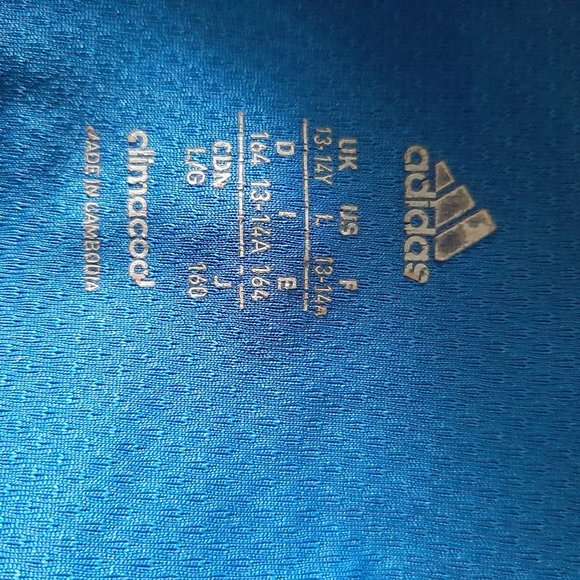 adidas
UK US F
13-14Y L 13-14A
D I E
164 13-14A 164
CDN J
L/G 160
climacool
MADE IN CAMBODIA